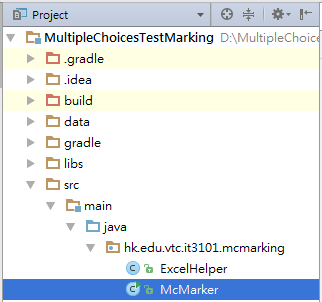 Project
MultipleChoicesTestMarking D:\MultipleChoice
.gradle
.idea
build
data
gradle
libs
src
main
java
hk.edu.vtc.it3101.mcmarking
ExcelHelper
McMarker